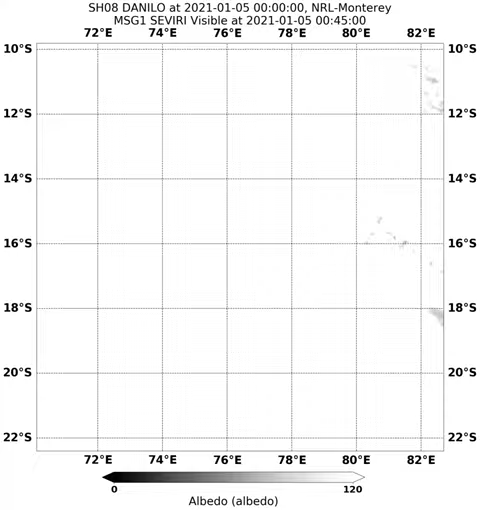 SH08 DANILO at 2021-01-05 00:00:00, NRL-Monterey
MSG1 SEVIRI Visible at 2021-01-05 00:45:00
72°E 74°E 76°E 78°E 80°E 82°E
10°S 10°S
12°S 12°S
14°S 14°S
16°S 16°S
18°S 18°S
20°S 20°S
22°S 22°S
72°E 74°E 76°E 78°E 80°E 82°E
0 120
Albedo (albedo)